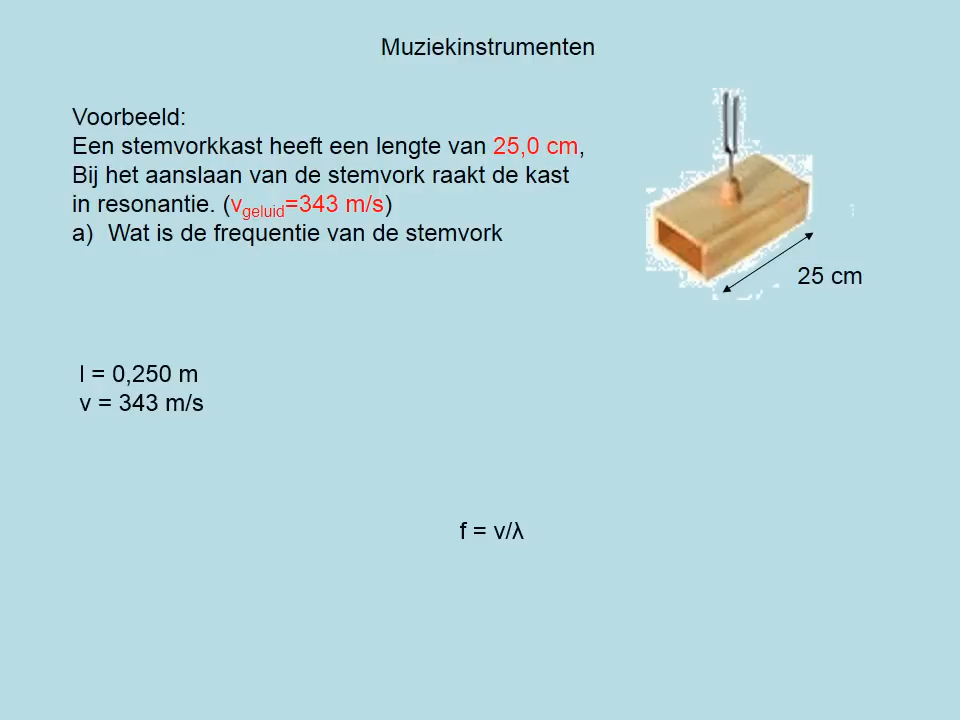 Muziekinstrumenten
Voorbeeld:
Een stemvorkkast heeft een lengte van 25,0 cm,
Bij het aanslaan van de stemvork raakt de kast
in resonantie. (vgeluid=343 m/s)
a) Wat is de frequentie van de stemvork
25 cm
l = 0,250 m
v = 343 m/s
f = v/λ